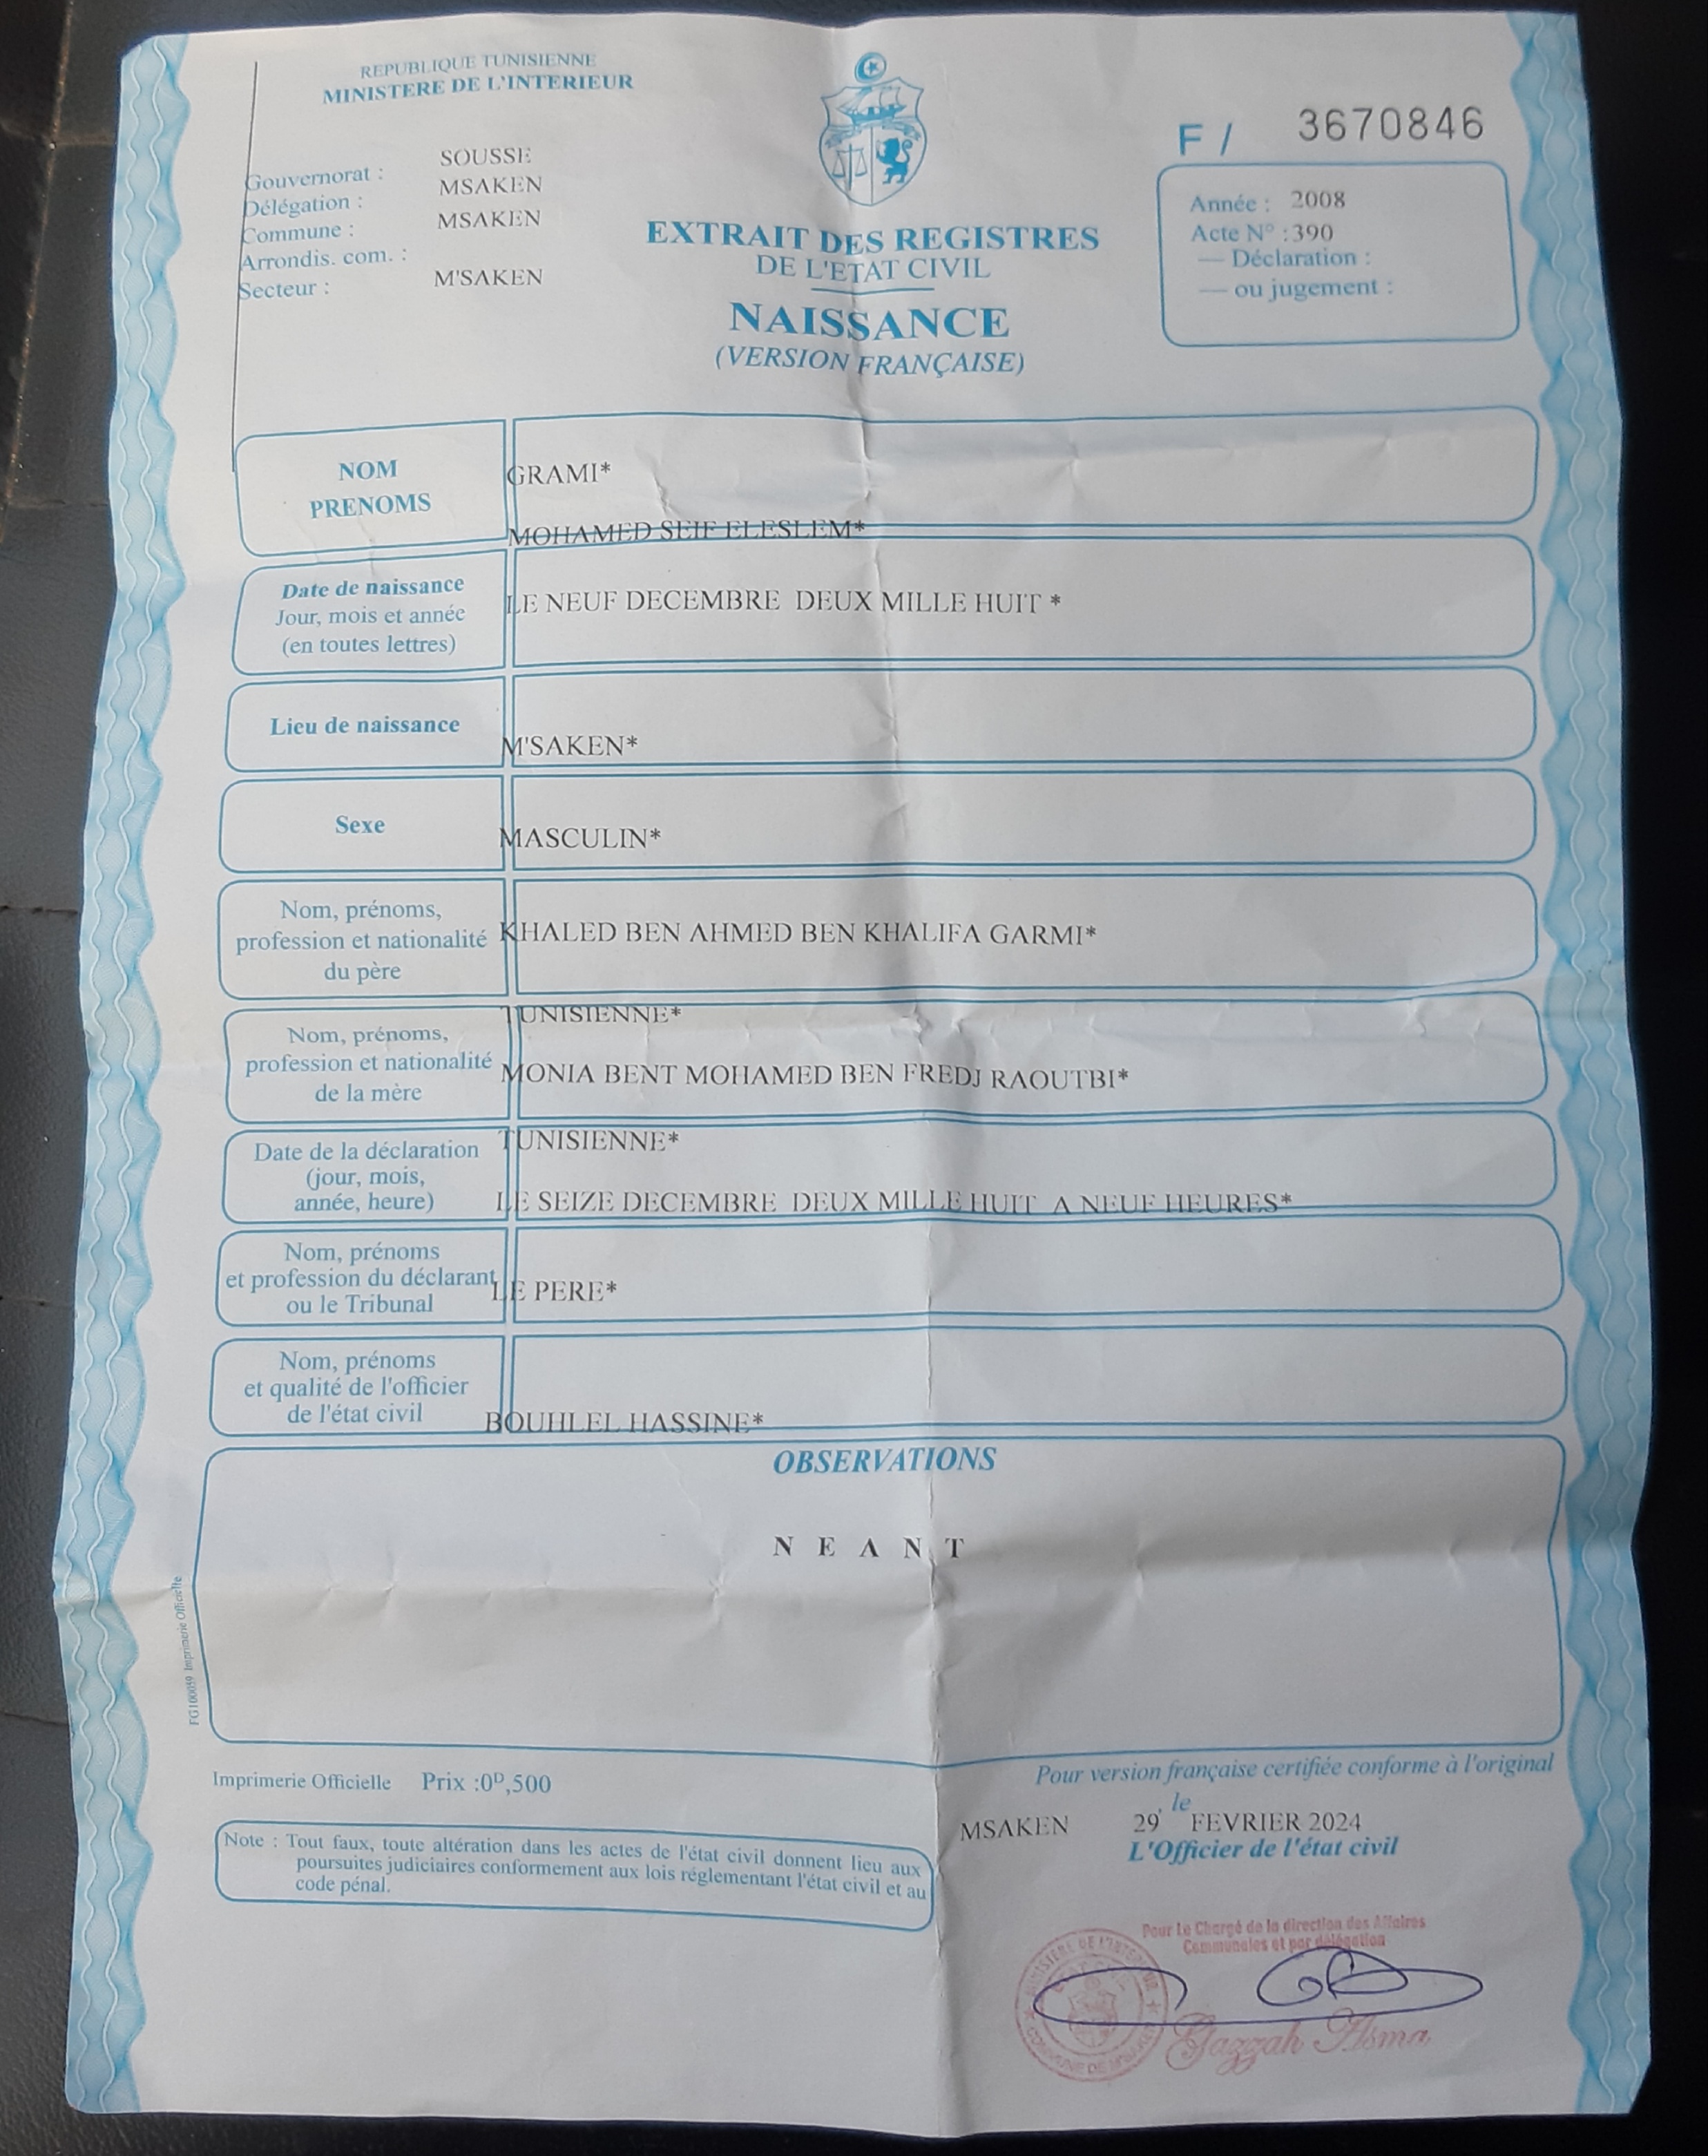 REPUBLIQUE TUNISIENNE
MINISTERE DE L'INTERIEUR
Gouvernorat : SOUSSE
Délégation : MSAKEN
Commune : MSAKEN
Arrondis. com. :
Secteur : M'SAKEN
EXTRAIT DES REGISTRES
DE L'ETAT CIVIL
NAISSANCE
(VERSION FRANÇAISE)
F / 3670846
Année : 2008
Acte N° : 390
— Déclaration :
— ou jugement :
NOM
PRENOMS
GRAMI*
MOHAMED SEIF ELESLEM*
Date de naissance
Jour, mois et année
(en toutes lettres)
LE NEUF DECEMBRE DEUX MILLE HUIT *
Lieu de naissance
M'SAKEN*
Sexe
MASCULIN*
Nom, prénoms,
profession et nationalité
du père
KHALED BEN AHMED BEN KHALIFA GARMI*
TUNISIENNE*
Nom, prénoms,
profession et nationalité
de la mère
MONIA BENT MOHAMED BEN FREDJ RAOUTBI*
TUNISIENNE*
Date de la déclaration
(jour, mois,
année, heure)
LE SEIZE DECEMBRE DEUX MILLE HUIT A NEUF HEURES*
Nom, prénoms
et profession du déclarant
ou le Tribunal
LE PERE*
Nom, prénoms
et qualité de l'officier
de l'état civil
BOUHLEL HASSINE*
OBSERVATIONS
N E A N T
FG100039 Imprimerie Officielle
Imprimerie Officielle Prix :0D,500
Note : Tout faux, toute altération dans les actes de l'état civil donnent lieu aux
poursuites judiciaires conformement aux lois réglementant l'état civil et au
code pénal.
Pour version française certifiée conforme à l'original
MSAKEN , le 29 FEVRIER 2024
L'Officier de l'état civil
Pour Le Chargé de la direction des Affaires
Communales et par délégation
MINISTERE DE L'INTERIEUR
COMMUNE DE M'SAKEN
Gazzah Asma